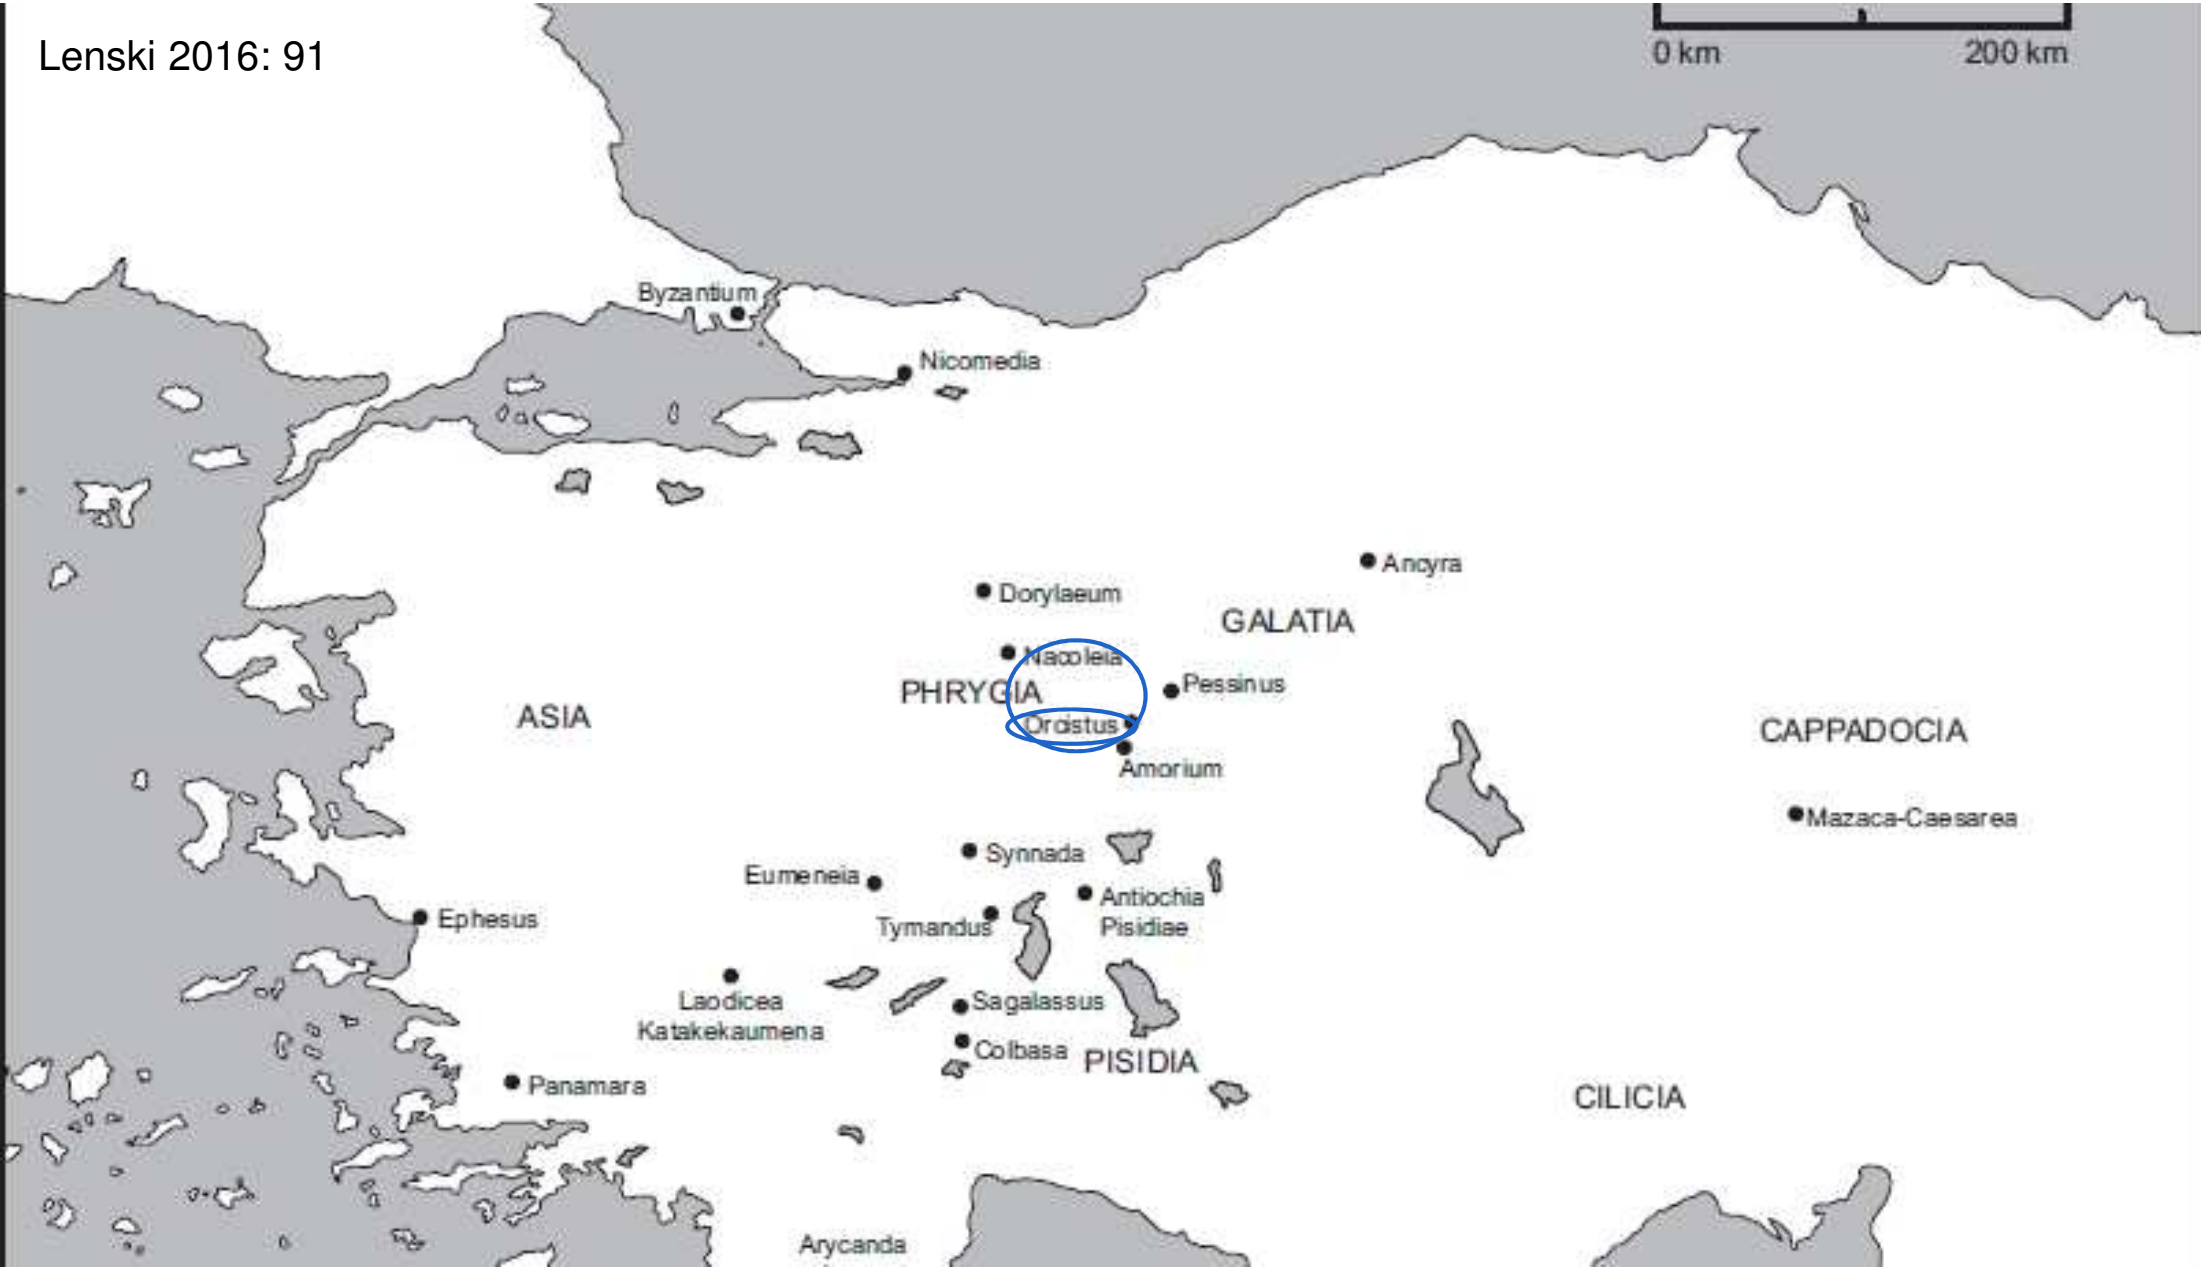 Lenski 2016: 91
0 km 200 km
Byzantium
Nicomedia
Ancyra
Dorylaeum
GALATIA
Nacoleia
Pessinus
PHRYGIA
ASIA
Orcistus
CAPPADOCIA
Amorium
Mazaca-Caesarea
Synnada
Eumeneia
Antiochia
Pisidiae
Ephesus
Tymandus
Laodicea
Katakekaumena
Sagalassus
Colbasa
PISIDIA
Panamara
CILICIA
Arycanda